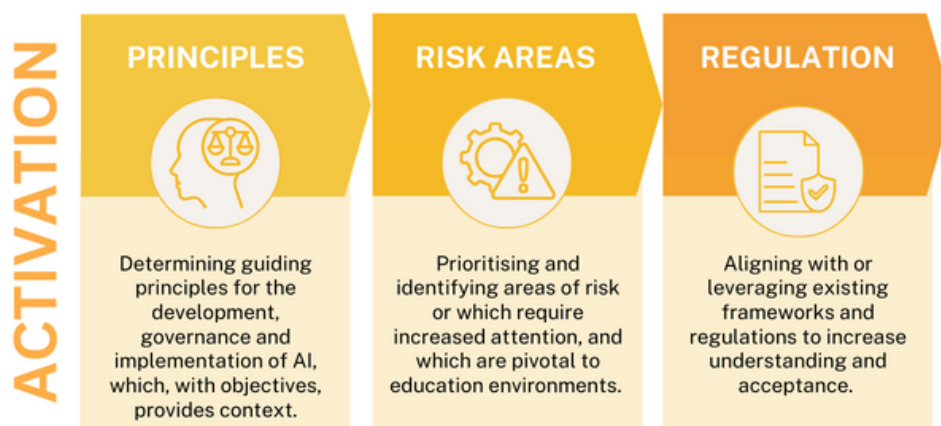 ACTIVATION
PRINCIPLES
Determining guiding
principles for the
development,
governance and
implementation of AI,
which, with objectives,
provides context.
RISK AREAS
Prioritising and
identifying areas of risk
or which require
increased attention, and
which are pivotal to
education environments.
REGULATION
Aligning with or
leveraging existing
frameworks and
regulations to increase
understanding and
acceptance.